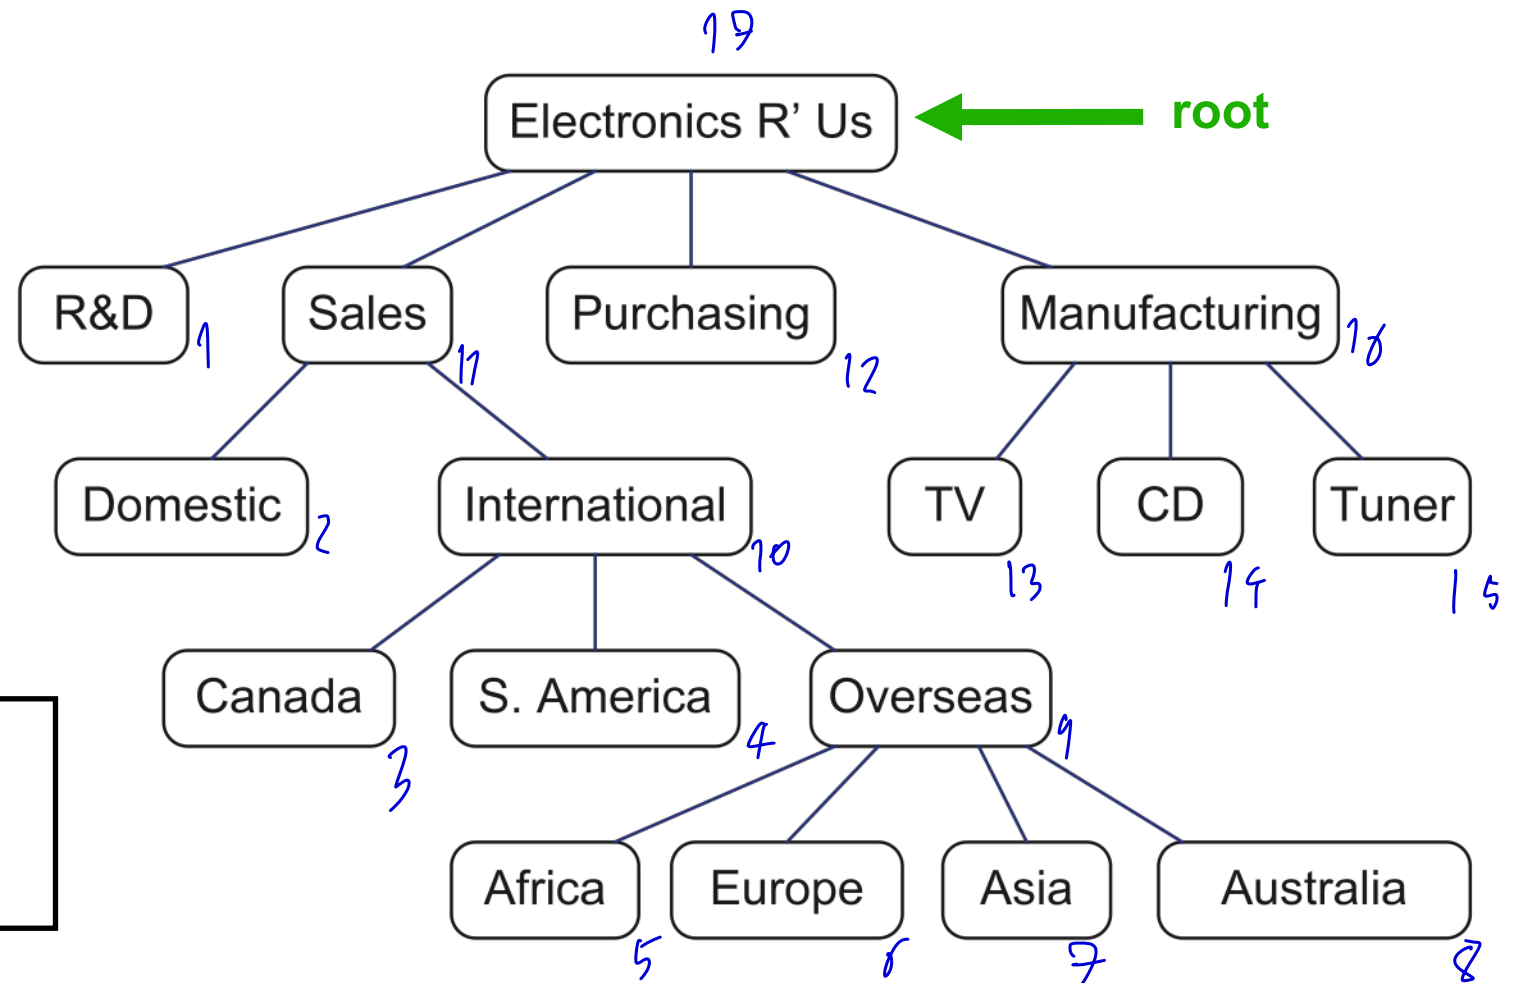 17
Electronics R' Us
root
R&D
1
Sales
11
Purchasing
12
Manufacturing
16
Domestic
2
International
10
TV
13
CD
14
Tuner
15
Canada
3
S. America
4
Overseas
9
Africa
5
Europe
6
Asia
7
Australia
8